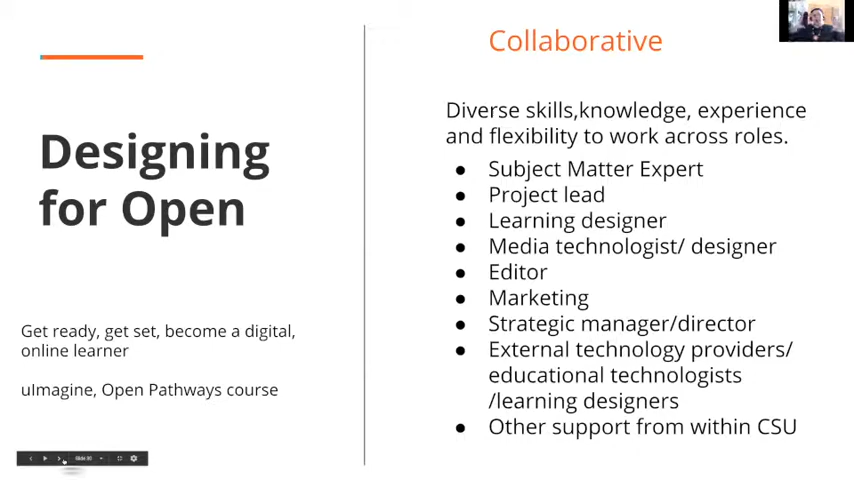 Designing
for Open
Get ready, get set, become a digital,
online learner
uImagine, Open Pathways course
Collaborative
Diverse skills,knowledge, experience
and flexibility to work across roles.
● Subject Matter Expert
● Project lead
● Learning designer
● Media technologist/ designer
● Editor
● Marketing
● Strategic manager/director
● External technology providers/
educational technologists
/learning designers
● Other support from within CSU